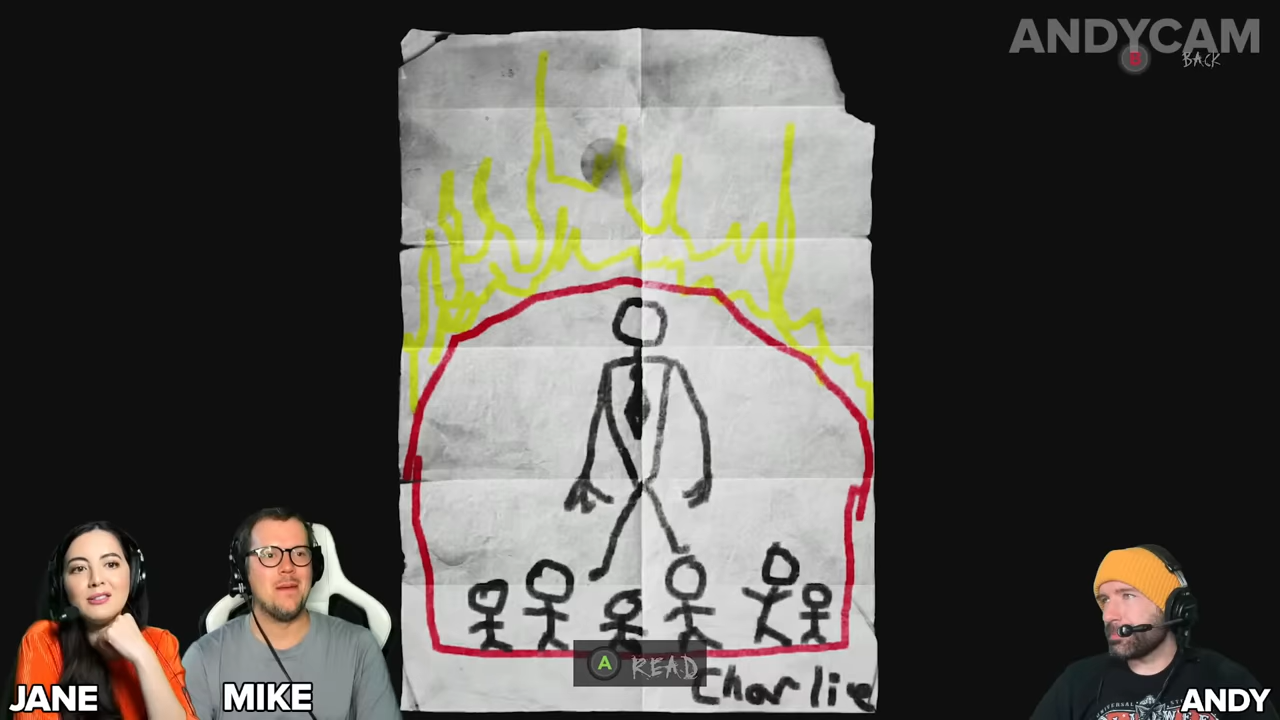 ANDYCAM
B BACK
A READ
Charlie
JANE
MIKE
ANDY